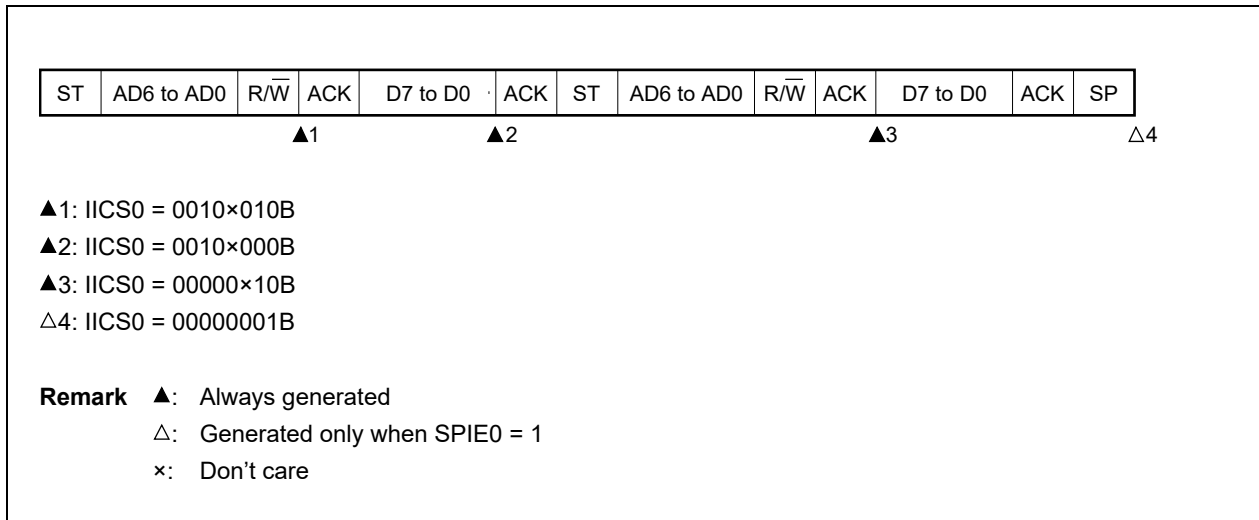 ST AD6 to AD0 R/W̅ ACK D7 to D0 ACK ST AD6 to AD0 R/W̅ ACK D7 to D0 ACK SP
▲1 ▲2 ▲3 △4
▲1: IICS0 = 0010×010B
▲2: IICS0 = 0010×000B
▲3: IICS0 = 00000×10B
△4: IICS0 = 00000001B
Remark ▲: Always generated
△: Generated only when SPIE0 = 1
×: Don't care